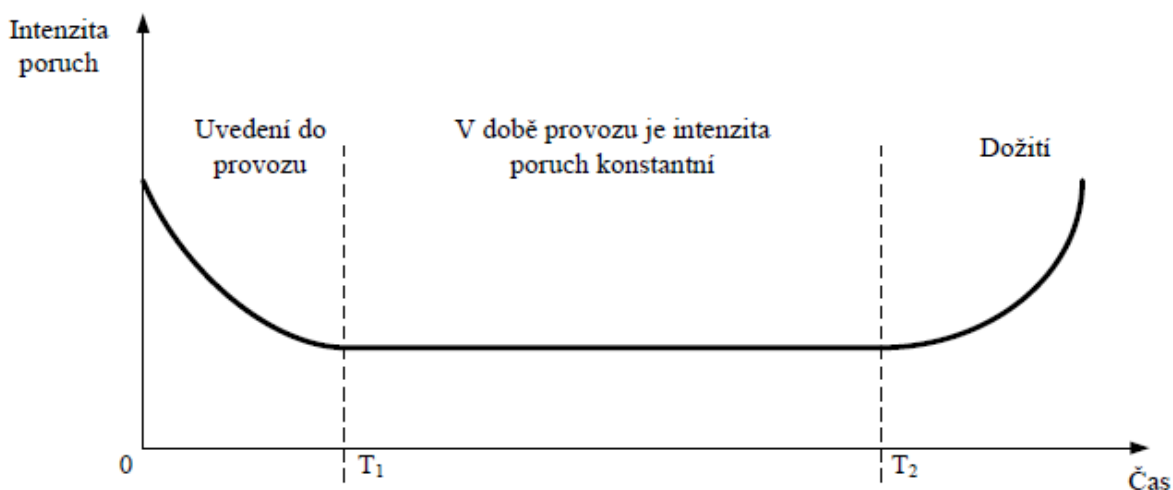 Intenzita
poruch
Uvedení do
provozu
V době provozu je intenzita
poruch konstantní
Dožití
0
T₁
T₂
Čas